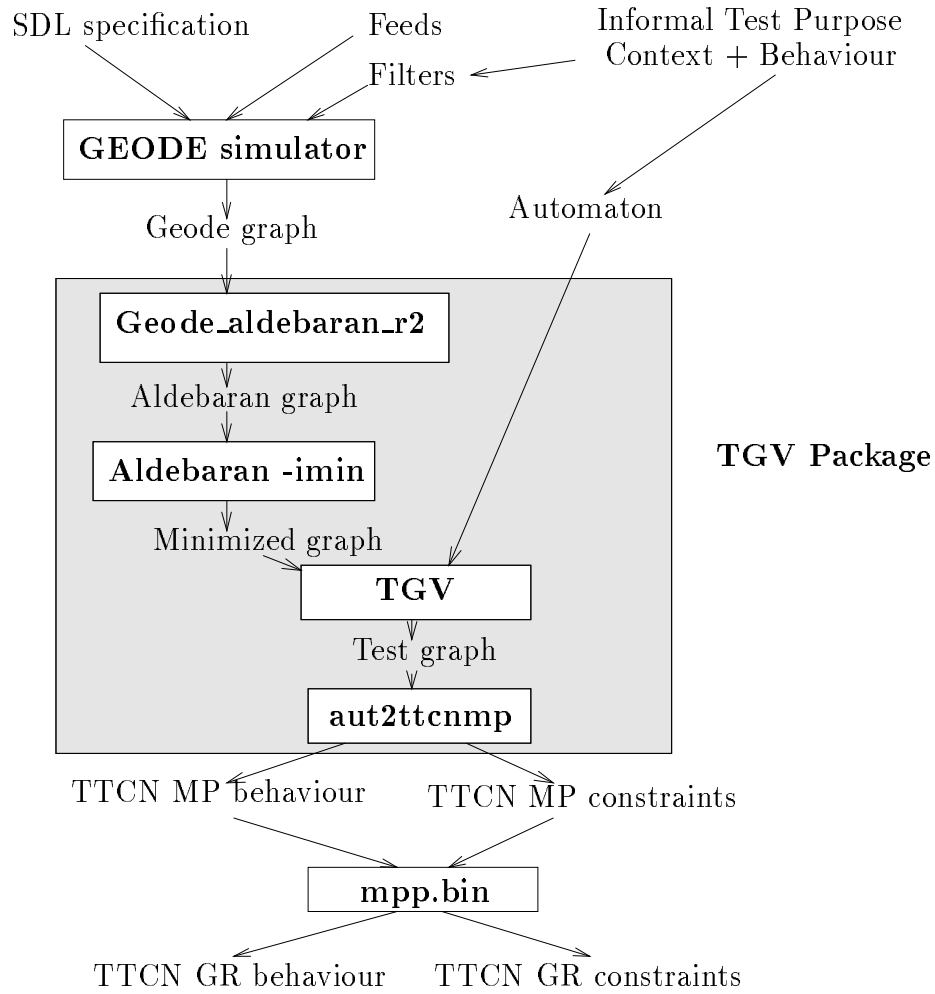 SDL specification
Feeds
Informal Test Purpose
Context + Behaviour
Filters
GEODE simulator
Automaton
Geode graph
Geode_aldebaran_r2
Aldebaran graph
TGV Package
Aldebaran -imin
Minimized graph
TGV
Test graph
aut2ttcnmp
TTCN MP behaviour
TTCN MP constraints
mpp.bin
TTCN GR behaviour
TTCN GR constraints